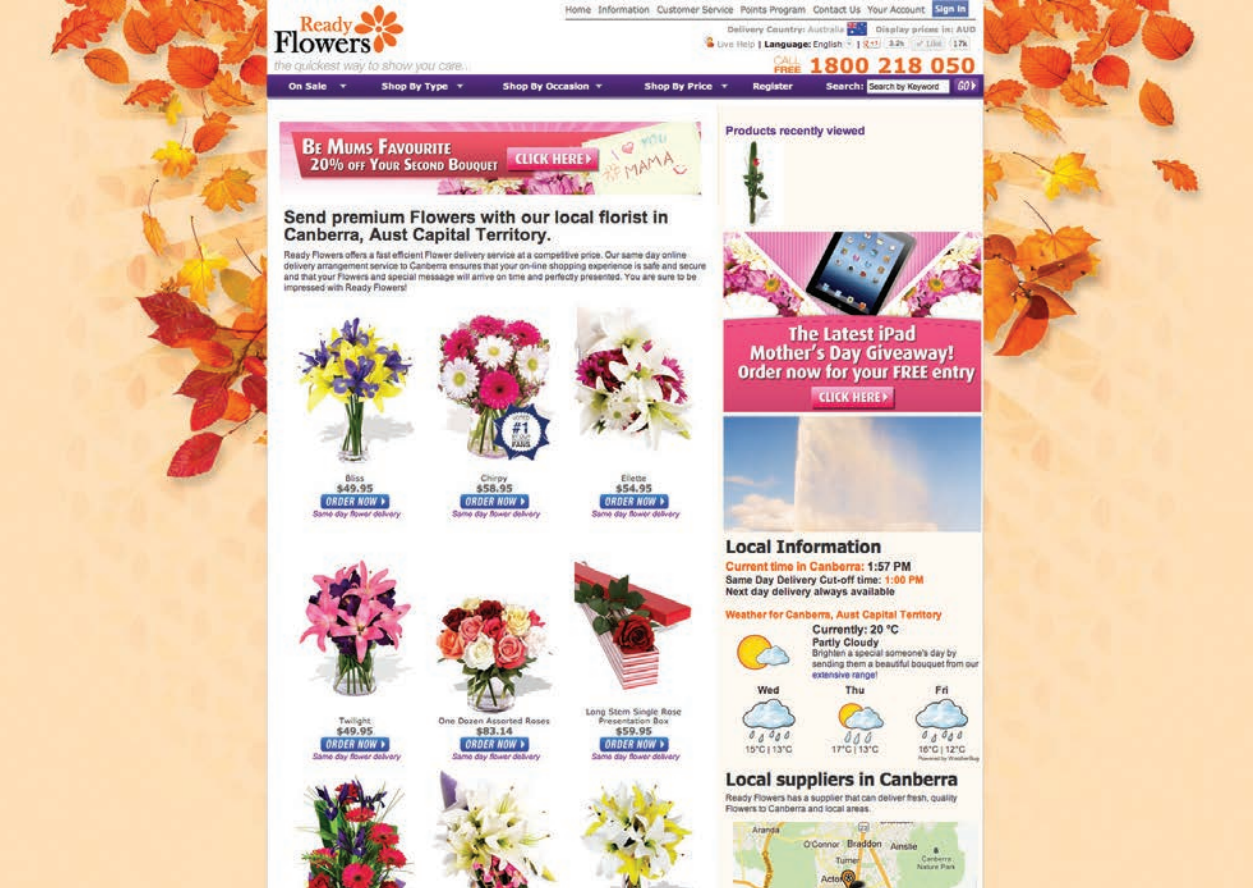 Home Information Customer Service Points Program Contact Us Your Account Sign In
Ready
Flowers
the quickest way to show you care..
Delivery Country: Australia Display prices in: AUD
Live Help | Language: English | +1 3.2k Like 17k
CALL
FREE 1800 218 050
On Sale Shop By Type Shop By Occasion Shop By Price Register Search: Search by Keyword GO
BE MUMS FAVOURITE
20% OFF YOUR SECOND BOUQUET CLICK HERE
I YOU
MAMA
Send premium Flowers with our local florist in
Canberra, Aust Capital Territory.
Ready Flowers offers a fast efficient Flower delivery service at a competitive price. Our same day online
delivery arrangement service to Canberra ensures that your on-line shopping experience is safe and secure
and that your Flowers and special message will arrive on time and perfectly presented. You are sure to be
impressed with Ready Flowers!
#1
FANS
Bliss Chirpy Ellette
$49.95 $58.95 $54.95
ORDER NOW ORDER NOW ORDER NOW
Same day flower delivery Same day flower delivery Same day flower delivery
Long Stem Single Rose
Twilight One Dozen Assorted Roses Presentation Box
$49.95 $83.14 $59.95
ORDER NOW ORDER NOW ORDER NOW
Same day flower delivery Same day flower delivery Same day flower delivery
Products recently viewed
The Latest iPad
Mother's Day Giveaway!
Order now for your FREE entry
CLICK HERE
Local Information
Current time in Canberra: 1:57 PM
Same Day Delivery Cut-off time: 1:00 PM
Next day delivery always available
Weather for Canberra, Aust Capital Territory
Currently: 20 °C
Partly Cloudy
Brighten a special someone's day by
sending them a beautiful bouquet from our
extensive range!
Wed Thu Fri
15°C | 13°C 17°C | 13°C 16°C | 12°C
Powered by WeatherBug
Local suppliers in Canberra
Ready Flowers has a supplier that can deliver fresh, quality
Flowers to Canberra and local areas.
Aranda
O'Connor Braddon Ainslie
Turner
Canberra
Nature Park
Acton